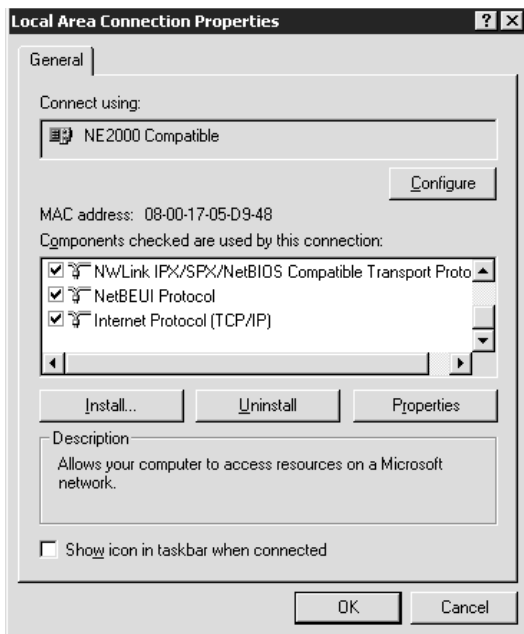 Local Area Connection Properties
General
Connect using:
NE2000 Compatible
Configure
MAC address: 08-00-17-05-D9-48
Components checked are used by this connection:
NWLink IPX/SPX/NetBIOS Compatible Transport Proto
NetBEUI Protocol
Internet Protocol (TCP/IP)
Install... Uninstall Properties
Description
Allows your computer to access resources on a Microsoft
network.
Show icon in taskbar when connected
OK Cancel